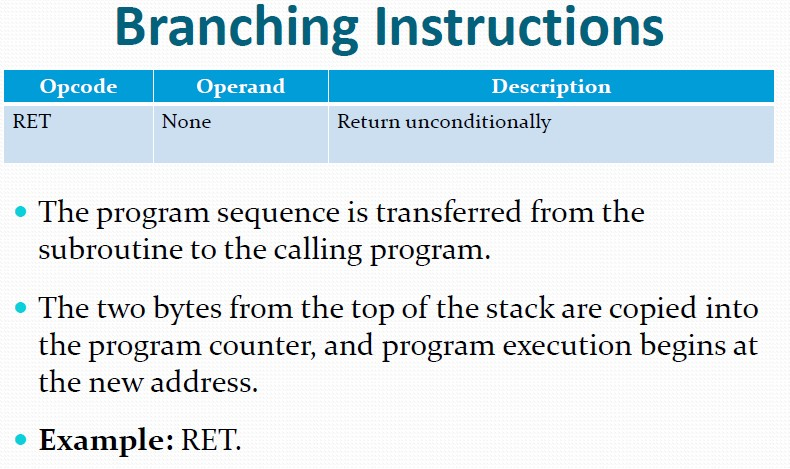 Branching Instructions
Opcode Operand Description
RET None Return unconditionally
The program sequence is transferred from the
subroutine to the calling program.
The two bytes from the top of the stack are copied into
the program counter, and program execution begins at
the new address.
Example: RET.